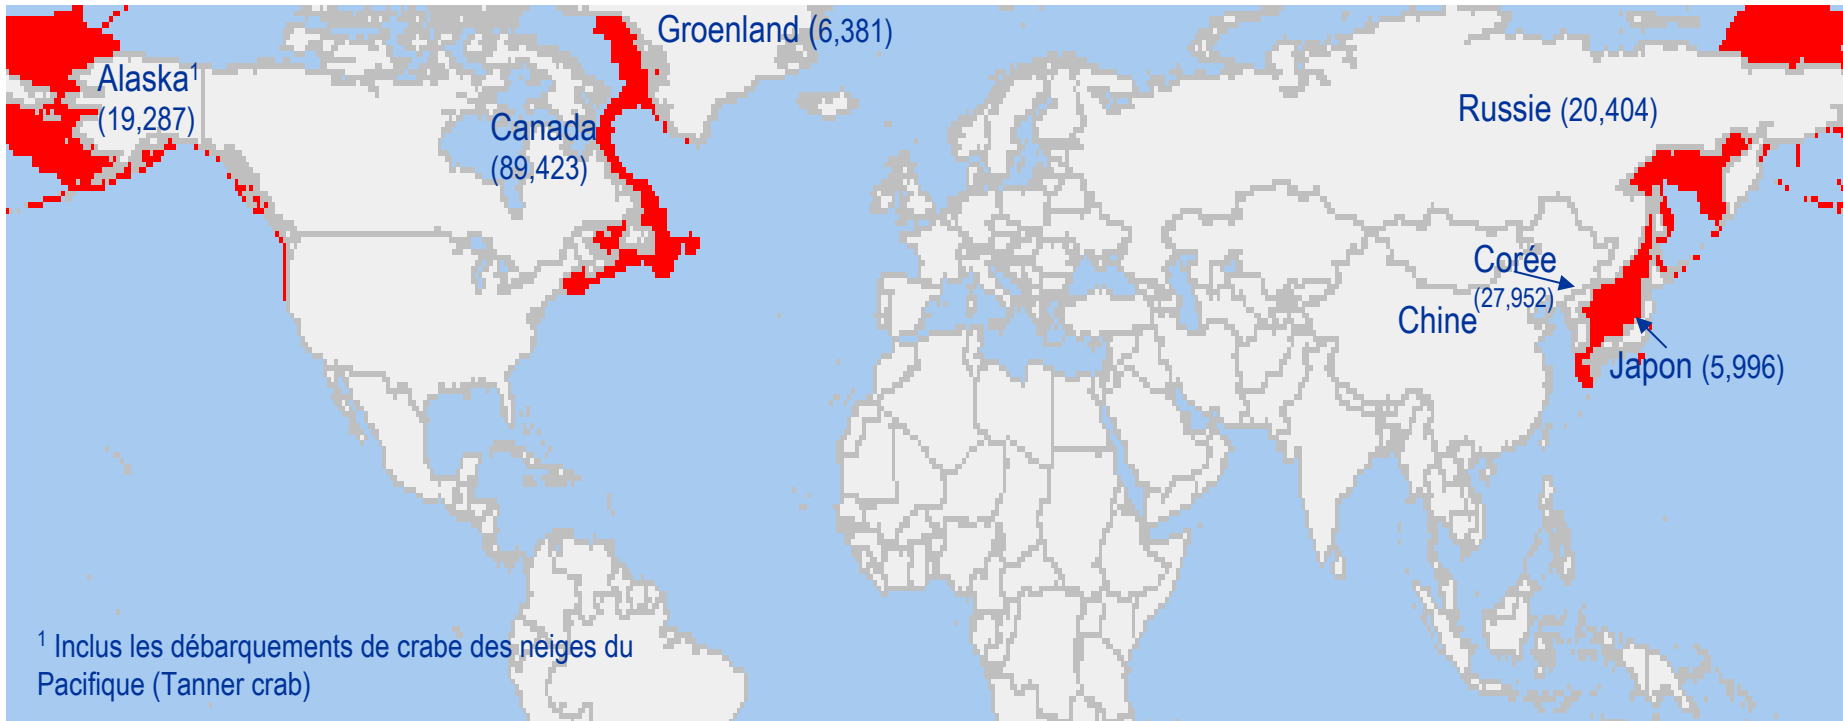 Groenland (6,381)
Alaska¹
(19,287)
Canada
(89,423)
Russie (20,404)
Corée
(27,952)
Chine
Japon (5,996)
¹ Inclus les débarquements de crabe des neiges du
Pacifique (Tanner crab)